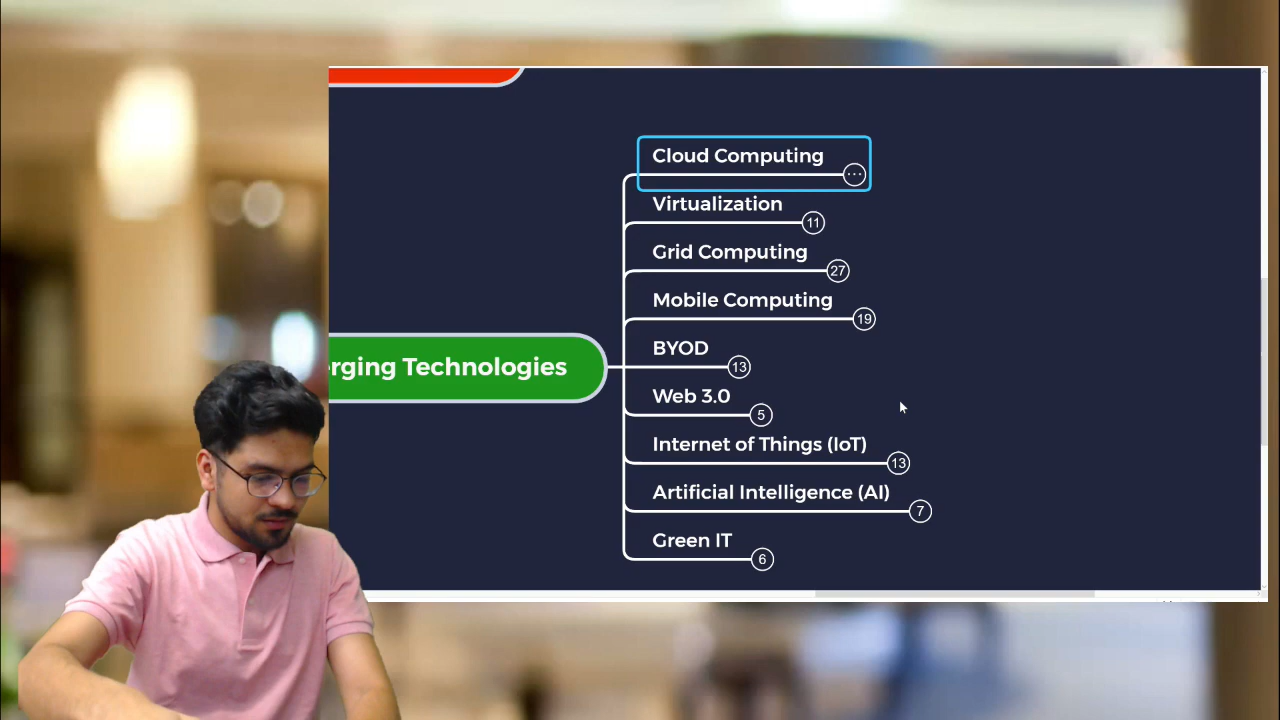 Cloud Computing
...
Virtualization
11
Grid Computing
27
Mobile Computing
19
BYOD
13
rging Technologies
Web 3.0
5
Internet of Things (IoT)
13
Artificial Intelligence (AI)
7
Green IT
6